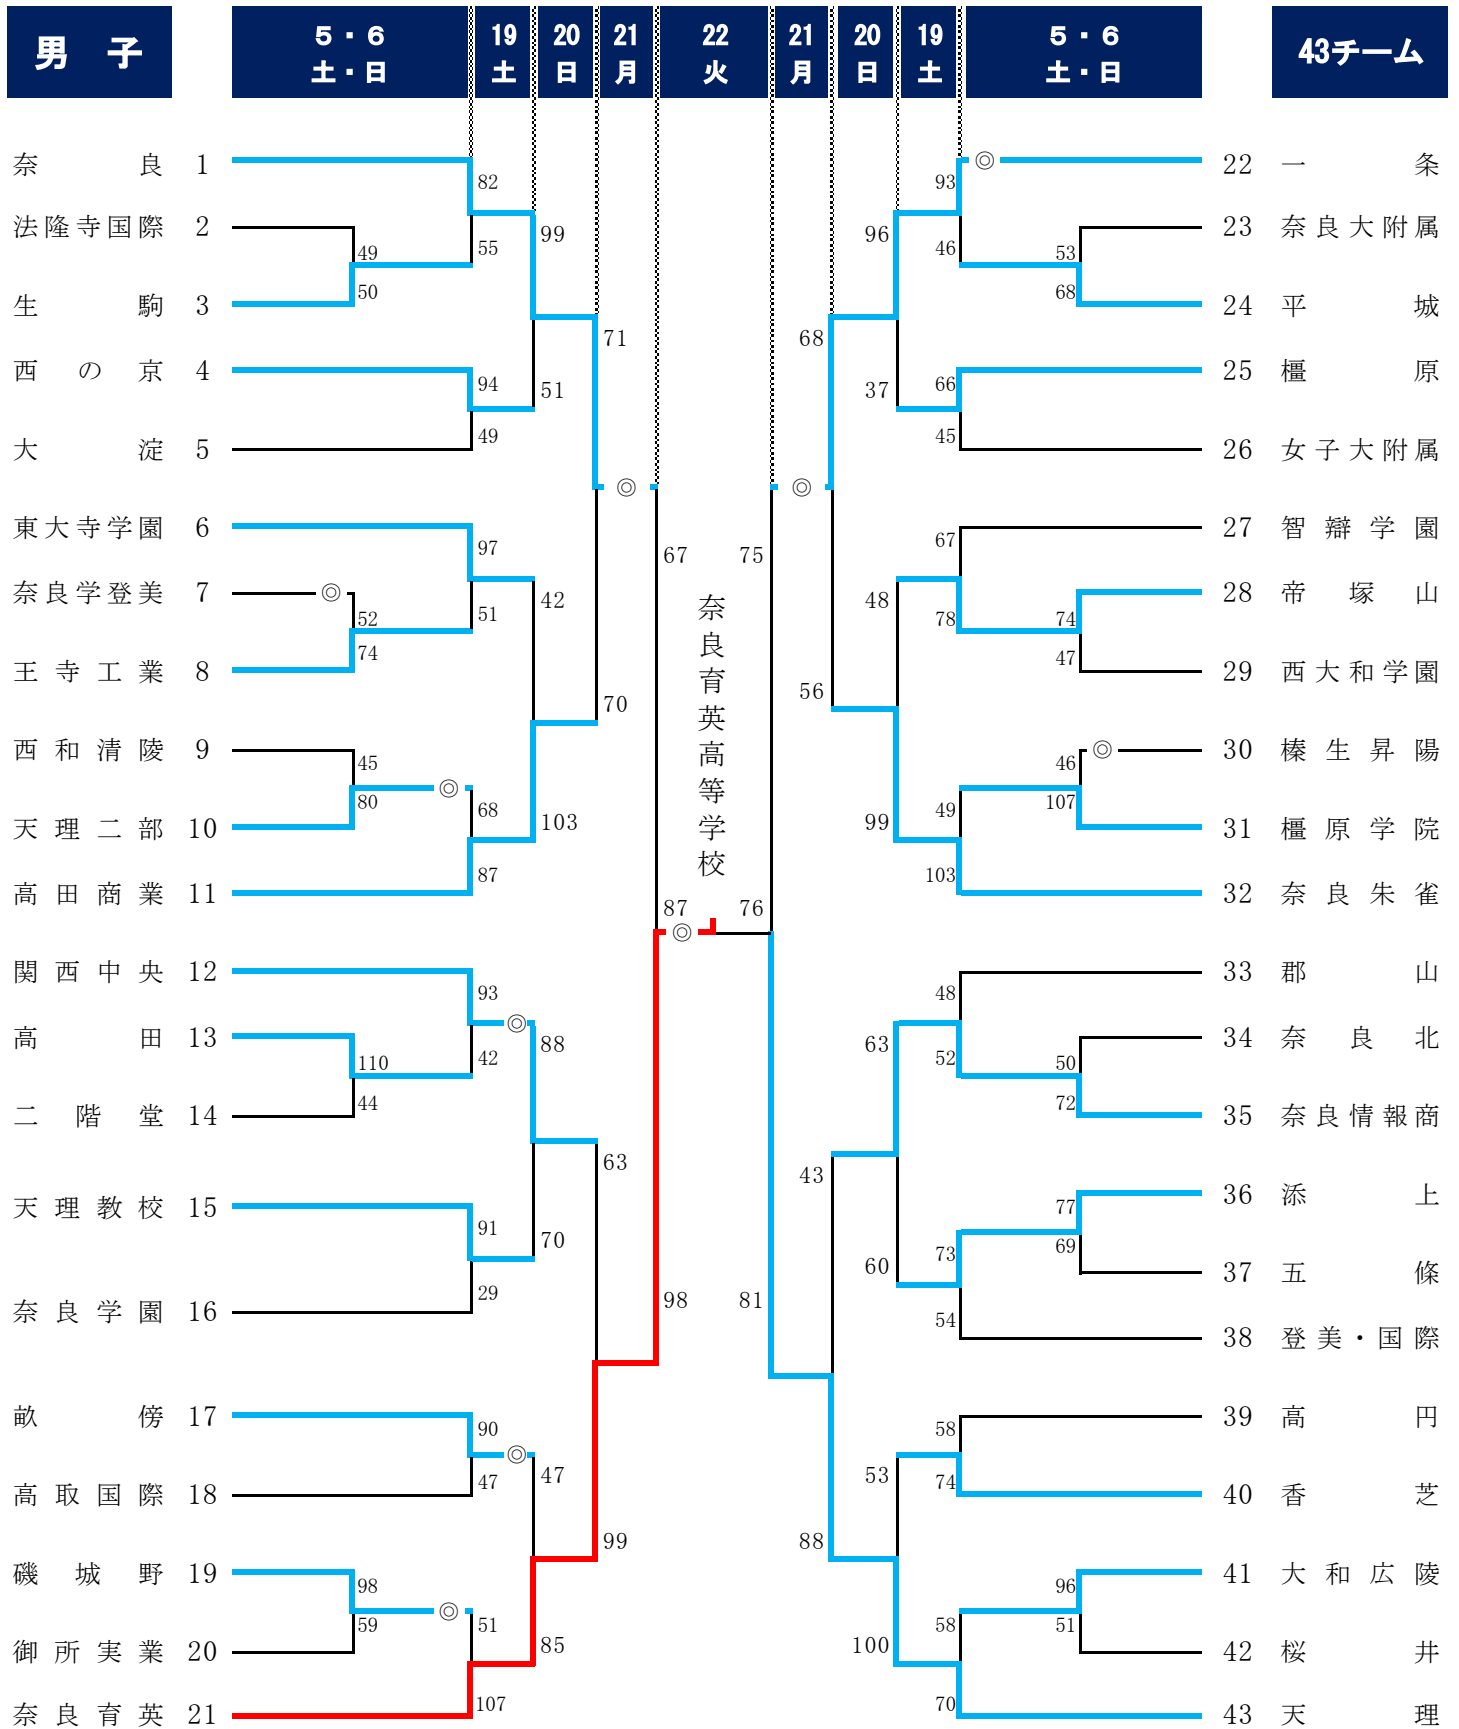 男　子
５・６
土・日
19
土
20
日
21
月
22
火
21
月
20
日
19
土
５・６
土・日
43チーム
奈良 1
法隆寺国際 2
生駒 3
西の京 4
大淀 5
東大寺学園 6
奈良学登美 7
王寺工業 8
西和清陵 9
天理二部 10
高田商業 11
関西中央 12
高田 13
二階堂 14
天理教校 15
奈良学園 16
畝傍 17
高取国際 18
磯城野 19
御所実業 20
奈良育英 21
82
55
49
50
94
49
97
51
◎
52
74
45
80
◎
68
87
93
42
110
44
91
29
90
47
98
59
◎
51
107
99
51
42
103
◎
88
70
◎
47
85
71
70
63
99
◎
67
98
87
◎
奈良育英高等学校
76
75
81
◎
68
56
43
88
96
37
48
99
63
60
53
100
93
46
◎
53
68
66
45
67
78
74
47
◎
46
107
49
103
48
52
50
72
77
69
73
54
58
74
96
51
58
70
22 一条
23 奈良大附属
24 平城
25 橿原
26 女子大附属
27 智辯学園
28 帝塚山
29 西大和学園
30 榛生昇陽
31 橿原学院
32 奈良朱雀
33 郡山
34 奈良北
35 奈良情報商
36 添上
37 五條
38 登美・国際
39 高円
40 香芝
41 大和広陵
42 桜井
43 天理